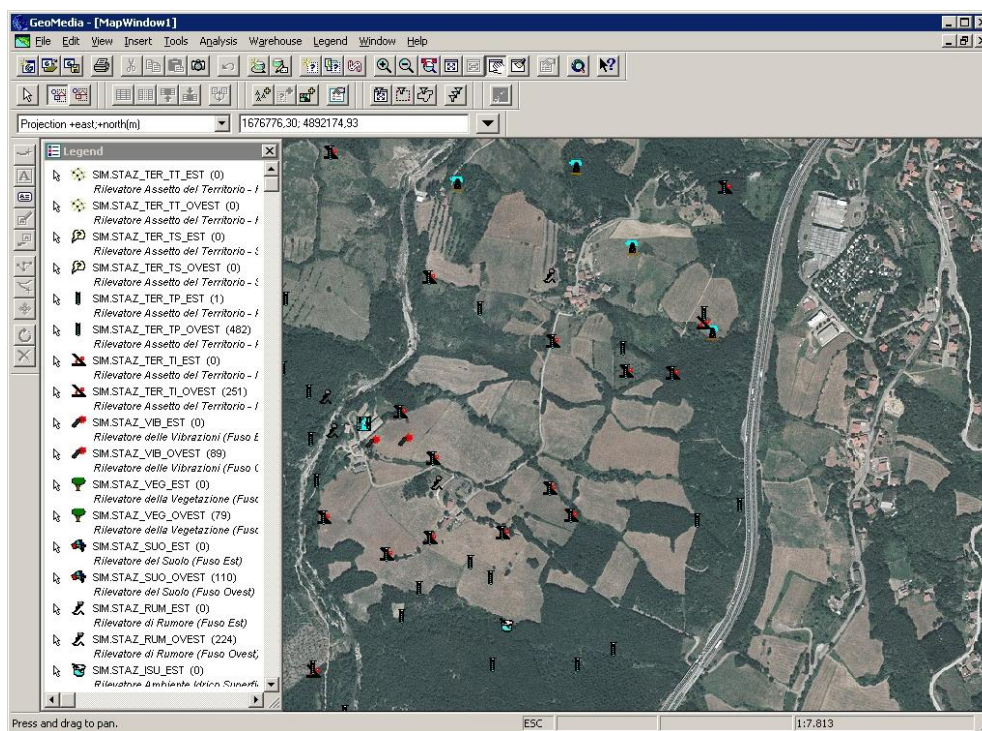 GeoMedia - [MapWindow1]
File Edit View Insert Tools Analysis Warehouse Legend Window Help
Projection +east;+north(m) 1676776,30; 4892174,93
Legend
SIM.STAZ_TER_TT_EST (0)
Rilevatore Assetto del Territorio -
SIM.STAZ_TER_TT_OVEST (0)
Rilevatore Assetto del Territorio -
SIM.STAZ_TER_TS_EST (0)
Rilevatore Assetto del Territorio -
SIM.STAZ_TER_TS_OVEST (0)
Rilevatore Assetto del Territorio -
SIM.STAZ_TER_TP_EST (1)
Rilevatore Assetto del Territorio -
SIM.STAZ_TER_TP_OVEST (482)
Rilevatore Assetto del Territorio -
SIM.STAZ_TER_TI_EST (0)
Rilevatore Assetto del Territorio -
SIM.STAZ_TER_TI_OVEST (251)
Rilevatore Assetto del Territorio -
SIM.STAZ_VIB_EST (0)
Rilevatore delle Vibrazioni (Fuso
SIM.STAZ_VIB_OVEST (89)
Rilevatore delle Vibrazioni (Fuso
SIM.STAZ_VEG_EST (0)
Rilevatore della Vegetazione (Fuso
SIM.STAZ_VEG_OVEST (79)
Rilevatore della Vegetazione (Fuso
SIM.STAZ_SUO_EST (0)
Rilevatore del Suolo (Fuso Est)
SIM.STAZ_SUO_OVEST (110)
Rilevatore del Suolo (Fuso Ovest)
SIM.STAZ_RUM_EST (0)
Rilevatore di Rumore (Fuso Est)
SIM.STAZ_RUM_OVEST (224)
Rilevatore di Rumore (Fuso Ovest)
SIM.STAZ_ISU_EST (0)
Rilevatore Ambiente Idrico Superfi
Press and drag to pan. ESC 1:7.813